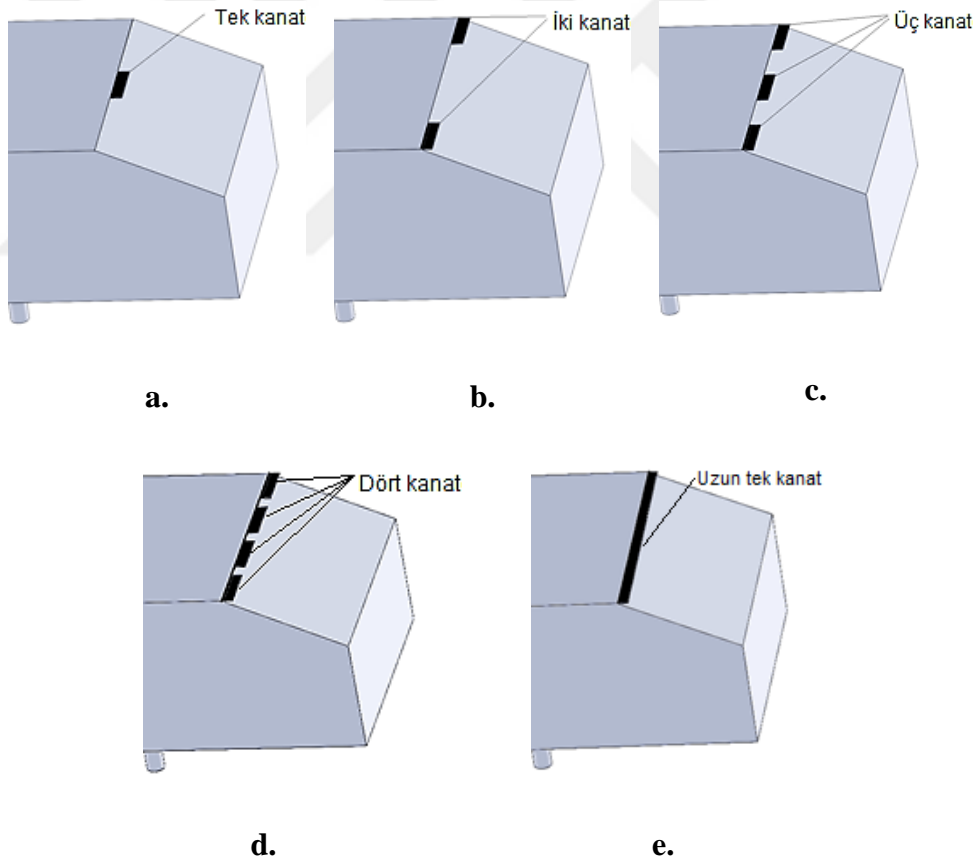 Tek kanat
İki kanat
Üç kanat
a.
b.
c.
Dört kanat
Uzun tek kanat
d.
e.